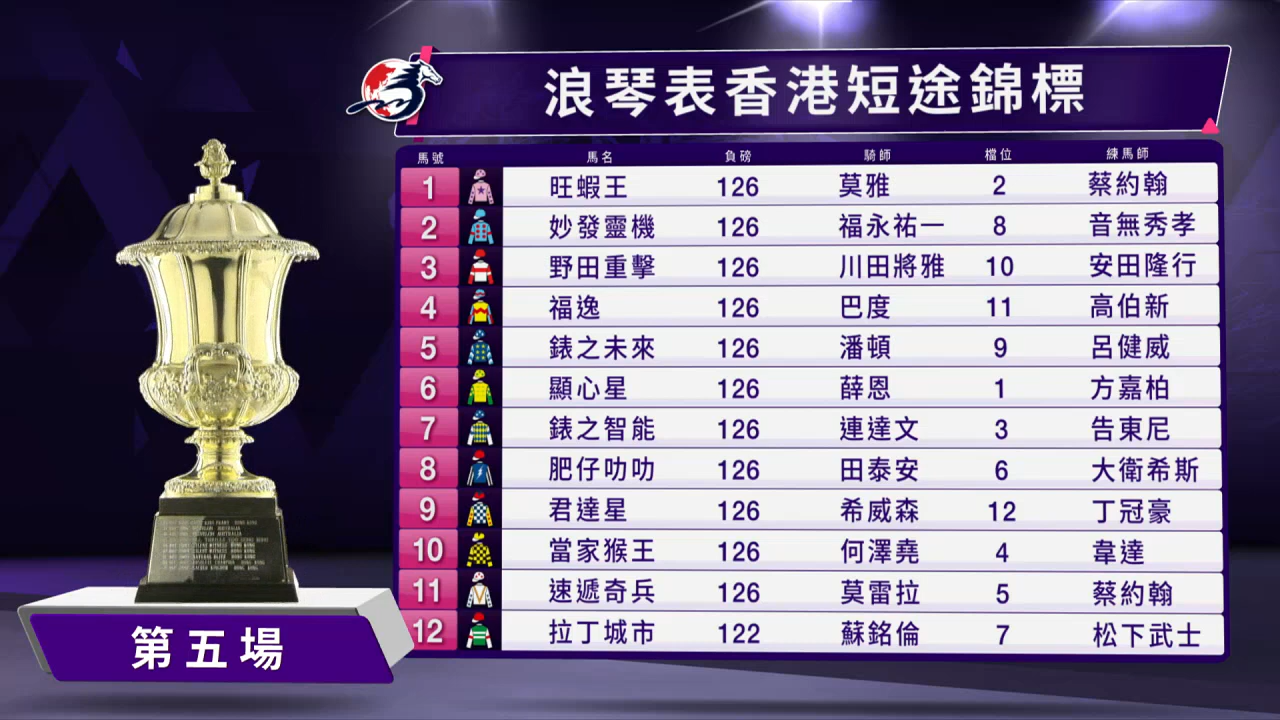 浪琴表香港短途錦標
馬號 馬名 負磅 騎師 檔位 練馬師
1 旺蝦王 126 莫雅 2 蔡約翰
2 妙發靈機 126 福永祐一 8 音無秀孝
3 野田重擊 126 川田將雅 10 安田隆行
4 福逸 126 巴度 11 高伯新
5 錶之未來 126 潘頓 9 呂健威
6 顯心星 126 薛恩 1 方嘉柏
7 錶之智能 126 連達文 3 告東尼
8 肥仔叻叻 126 田泰安 6 大衛希斯
9 君達星 126 希威森 12 丁冠豪
10 當家猴王 126 何澤堯 4 韋達
11 速遞奇兵 126 莫雷拉 5 蔡約翰
12 拉丁城市 122 蘇銘倫 7 松下武士
第五場